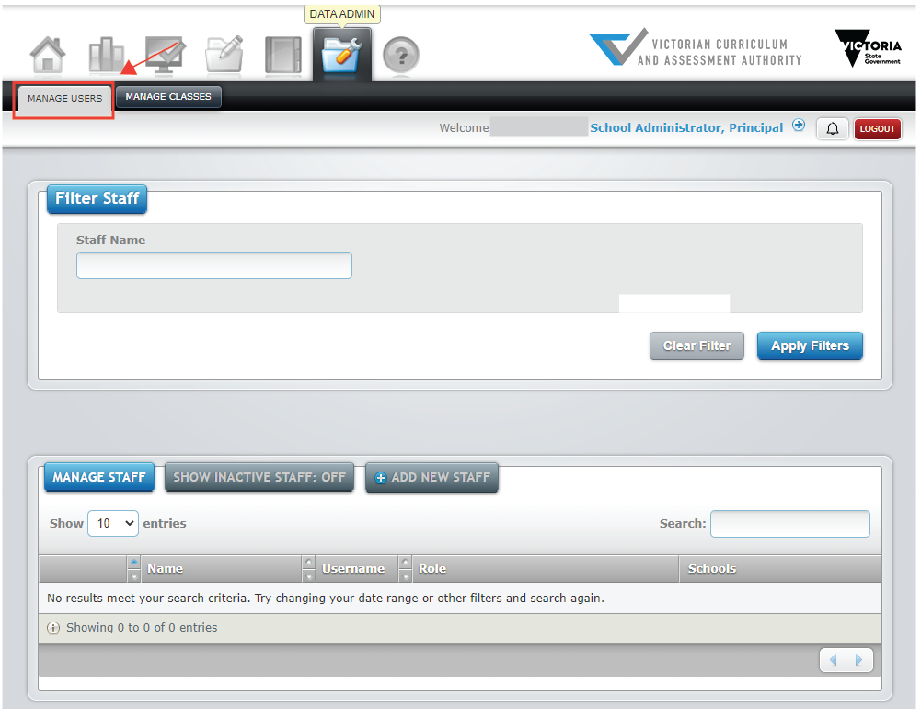 DATA ADMIN
VICTORIAN CURRICULUM
AND ASSESSMENT AUTHORITY
VICTORIA
State
Government
MANAGE USERS
MANAGE CLASSES
Welcome School Administrator, Principal
LOGOUT
Filter Staff
Staff Name
Clear Filter
Apply Filters
MANAGE STAFF
SHOW INACTIVE STAFF: OFF
ADD NEW STAFF
Show 10 entries
Search:
Name Username Role Schools
No results meet your search criteria. Try changing your date range or other filters and search again.
Showing 0 to 0 of 0 entries